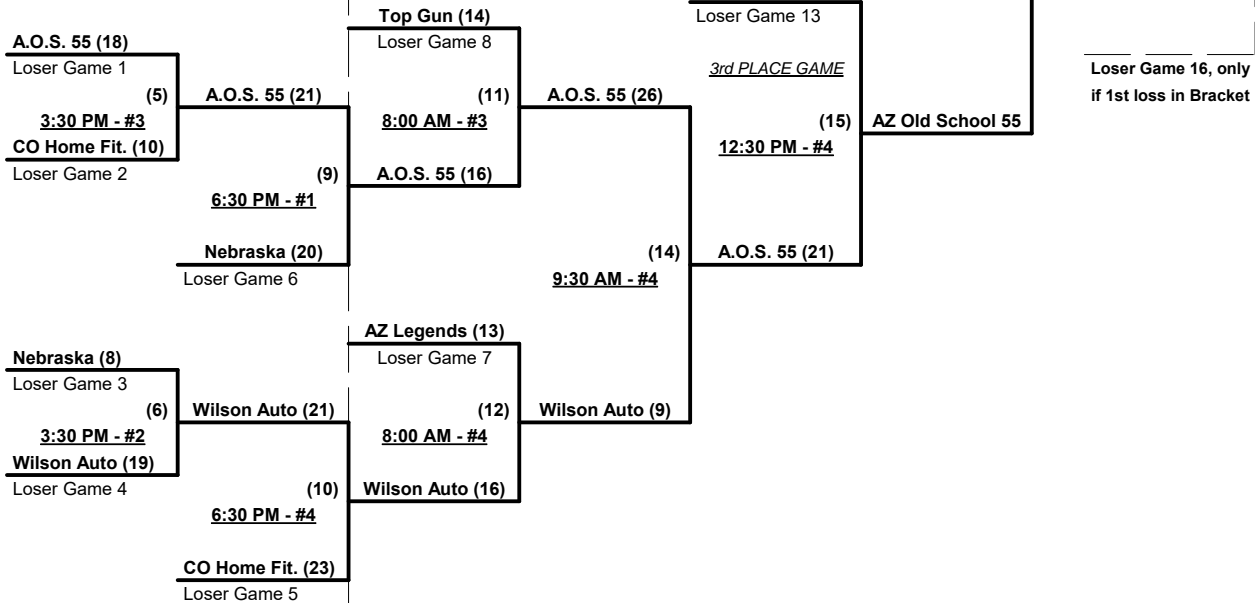 Top Gun (14)
Loser Game 8
Loser Game 13
A.O.S. 55 (18)
Loser Game 1
3rd PLACE GAME
Loser Game 16, only
if 1st loss in Bracket
(5)
A.O.S. 55 (21)
(11)
A.O.S. 55 (26)
3:30 PM - #3
8:00 AM - #3
(15)
AZ Old School 55
CO Home Fit. (10)
Loser Game 2
12:30 PM - #4
(9)
A.O.S. 55 (16)
6:30 PM - #1
Nebraska (20)
Loser Game 6
(14)
A.O.S. 55 (21)
9:30 AM - #4
AZ Legends (13)
Loser Game 7
Nebraska (8)
Loser Game 3
(6)
Wilson Auto (21)
(12)
Wilson Auto (9)
3:30 PM - #2
8:00 AM - #4
Wilson Auto (19)
Loser Game 4
(10)
Wilson Auto (16)
6:30 PM - #4
CO Home Fit. (23)
Loser Game 5